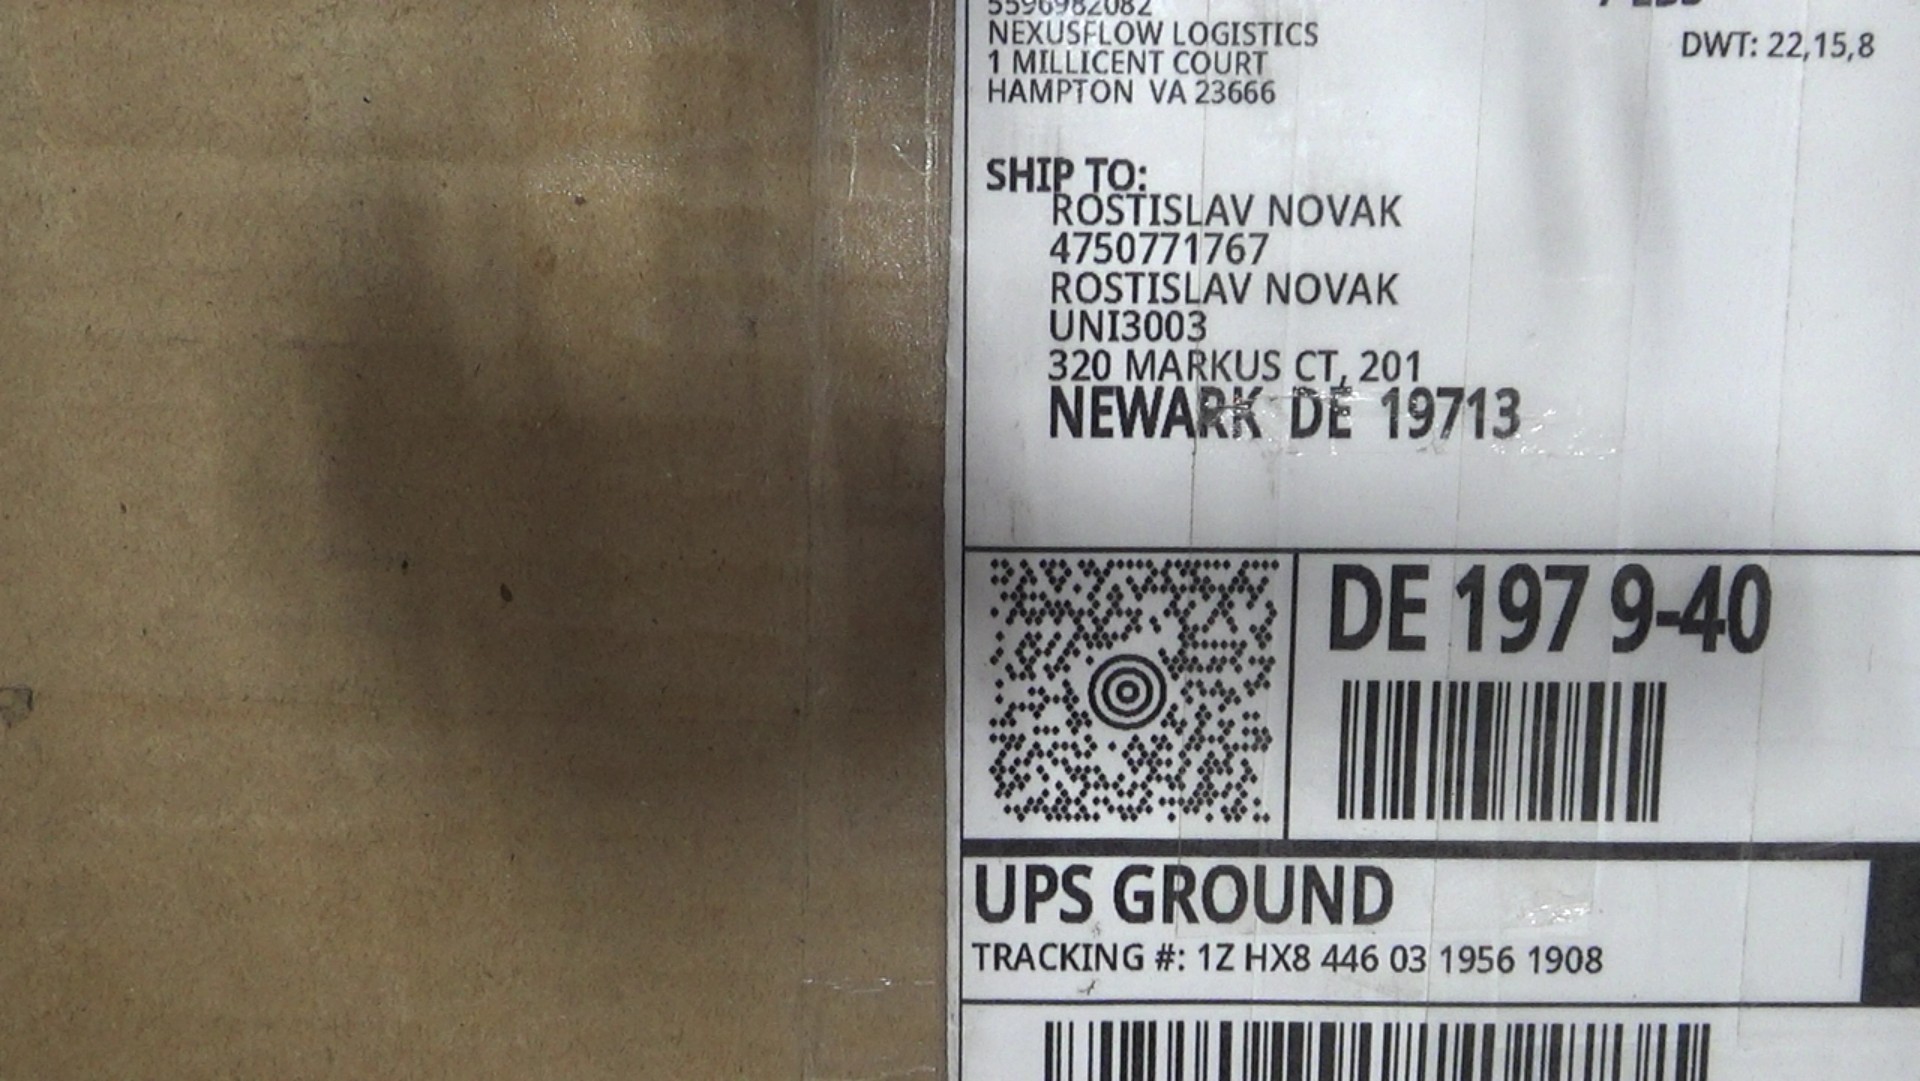 5596982082
NEXUSFLOW LOGISTICS
1 MILLICENT COURT
HAMPTON VA 23666
DWT: 22,15,8
SHIP TO:
ROSTISLAV NOVAK
4750771767
ROSTISLAV NOVAK
UNI3003
320 MARKUS CT, 201
NEWARK DE 19713
DE 197 9-40
UPS GROUND
TRACKING #: 1Z HX8 446 03 1956 1908